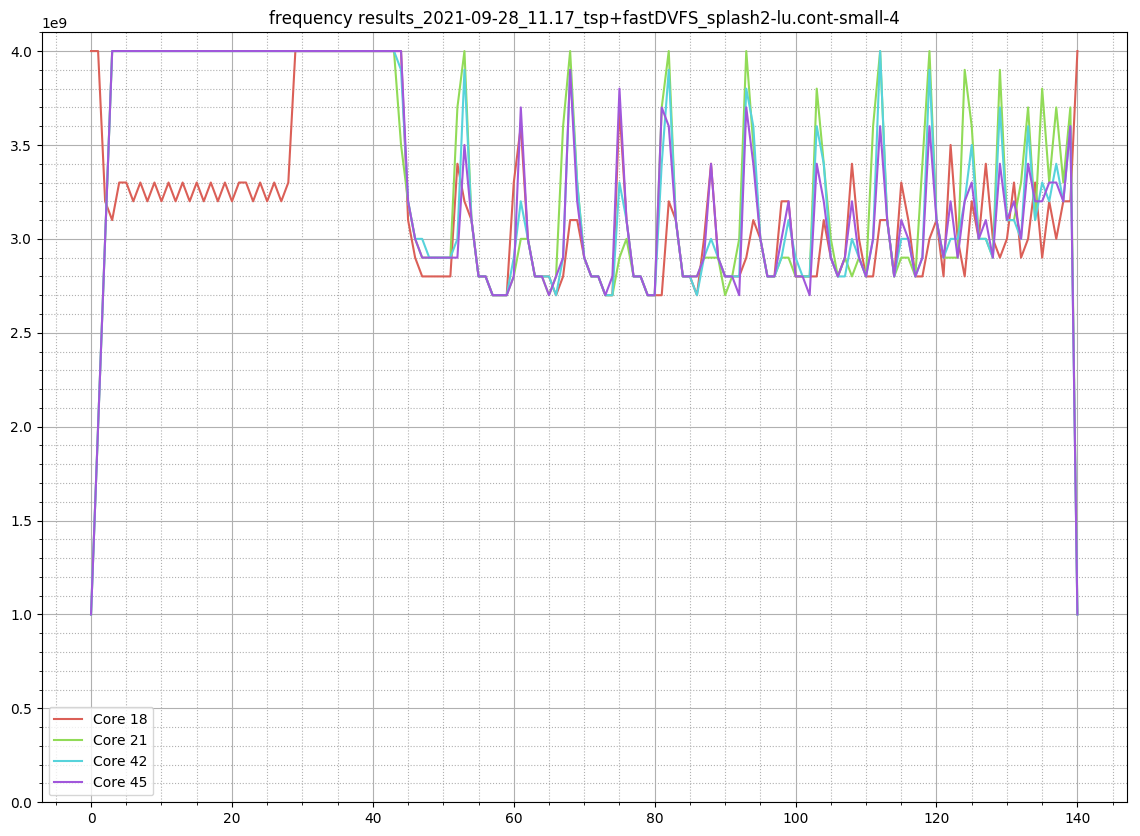 frequency results_2021-09-28_11.17_tsp+fastDVFS_splash2-lu.cont-small-4
1e9
4.0
3.5
3.0
2.5
2.0
1.5
1.0
0.5
0.0
Core 18
Core 21
Core 42
Core 45
0 20 40 60 80 100 120 140